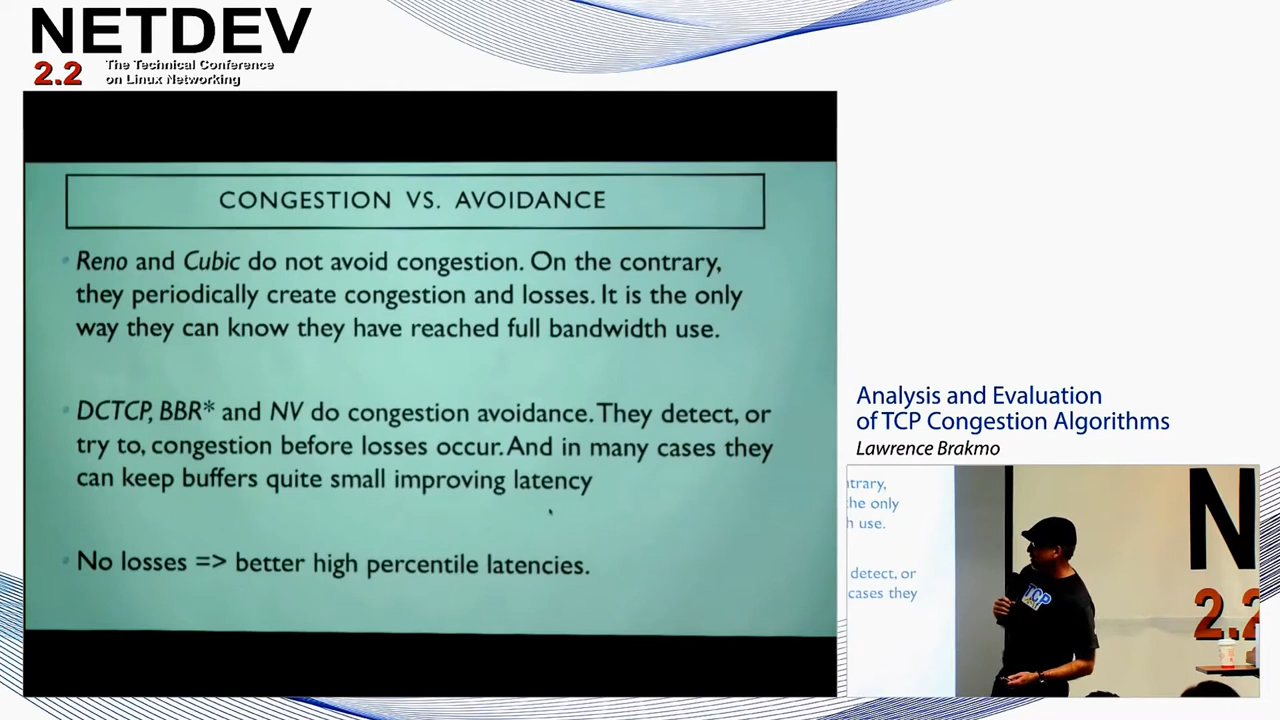 NETDEV
2.2
The Technical Conference
on Linux Networking
CONGESTION VS. AVOIDANCE
Reno and Cubic do not avoid congestion. On the contrary,
they periodically create congestion and losses. It is the only
way they can know they have reached full bandwidth use.
DCTCP, BBR* and NV do congestion avoidance. They detect, or
try to, congestion before losses occur. And in many cases they
can keep buffers quite small improving latency
No losses => better high percentile latencies.
Analysis and Evaluation
of TCP Congestion Algorithms
Lawrence Brakmo
trary,
he only
h use.
detect, or
cases they
TCP
N
2.2